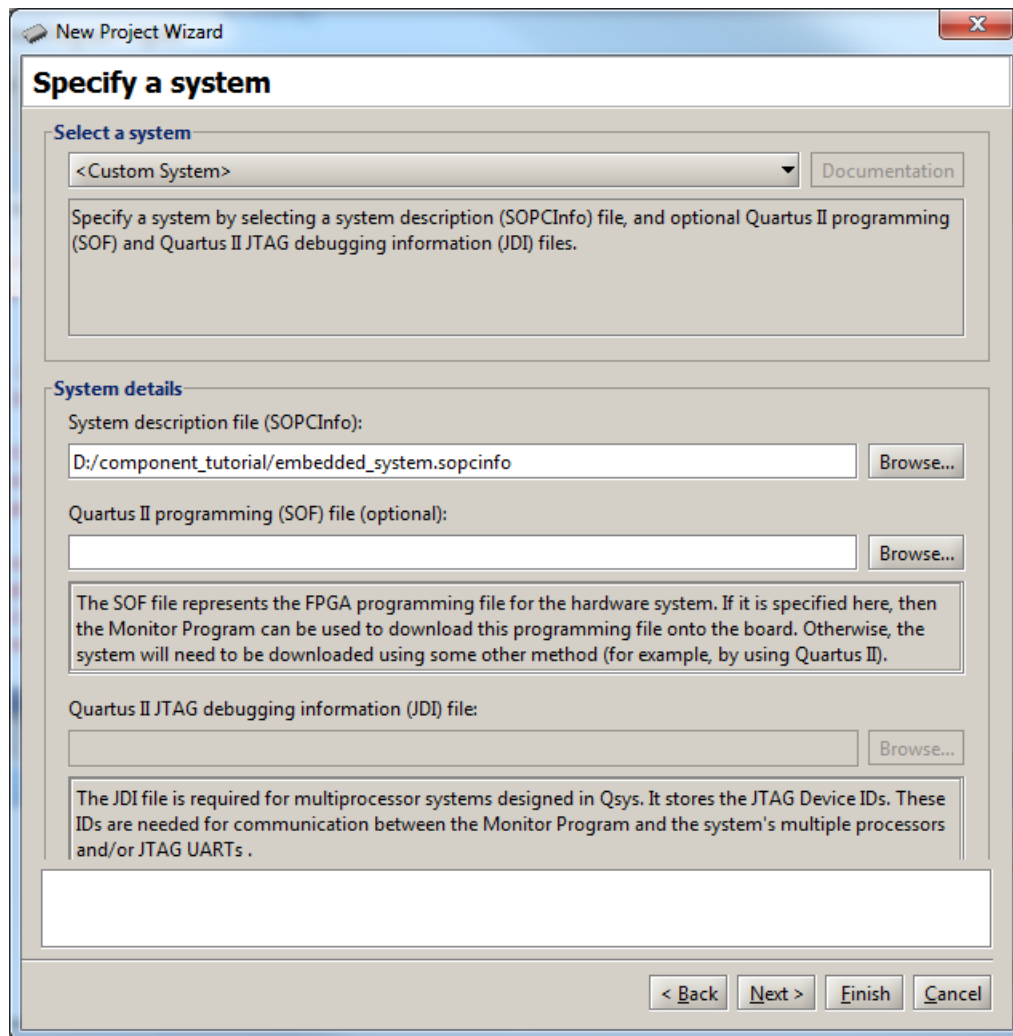 New Project Wizard
Specify a system
Select a system
<Custom System>
Documentation
Specify a system by selecting a system description (SOPCInfo) file, and optional Quartus II programming
(SOF) and Quartus II JTAG debugging information (JDI) files.
System details
System description file (SOPCInfo):
D:/component_tutorial/embedded_system.sopcinfo
Browse...
Quartus II programming (SOF) file (optional):
Browse...
The SOF file represents the FPGA programming file for the hardware system. If it is specified here, then
the Monitor Program can be used to download this programming file onto the board. Otherwise, the
system will need to be downloaded using some other method (for example, by using Quartus II).
Quartus II JTAG debugging information (JDI) file:
Browse...
The JDI file is required for multiprocessor systems designed in Qsys. It stores the JTAG Device IDs. These
IDs are needed for communication between the Monitor Program and the system's multiple processors
and/or JTAG UARTs .
< Back
Next >
Finish
Cancel